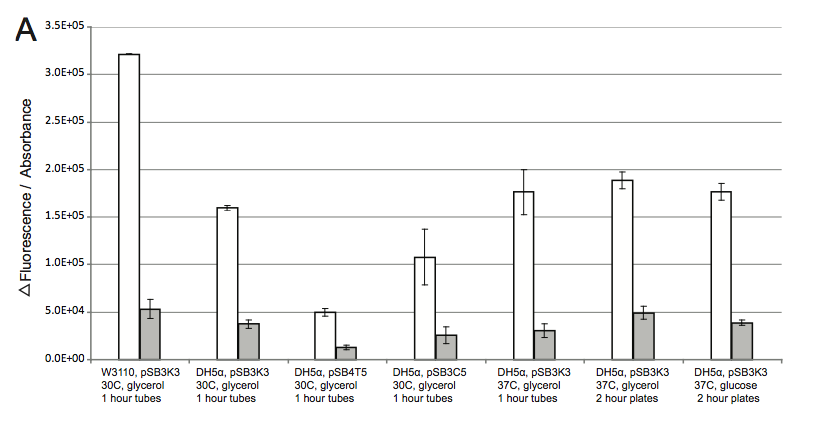 A
△Fluorescence / Absorbance
3.5E+05
3.0E+05
2.5E+05
2.0E+05
1.5E+05
1.0E+05
5.0E+04
0.0E+00
W3110, pSB3K3
30C, glycerol
1 hour tubes
DH5α, pSB3K3
30C, glycerol
1 hour tubes
DH5α, pSB4T5
30C, glycerol
1 hour tubes
DH5α, pSB3C5
30C, glycerol
1 hour tubes
DH5α, pSB3K3
37C, glycerol
1 hour tubes
DH5α, pSB3K3
37C, glycerol
2 hour plates
DH5α, pSB3K3
37C, glucose
2 hour plates